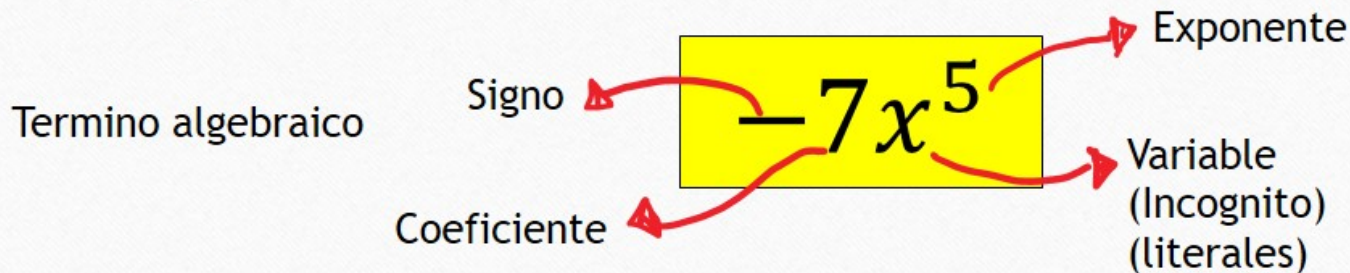 Exponente
Signo
Termino algebraico
−7x⁵
Variable
(Incognito)
(literales)
Coeficiente